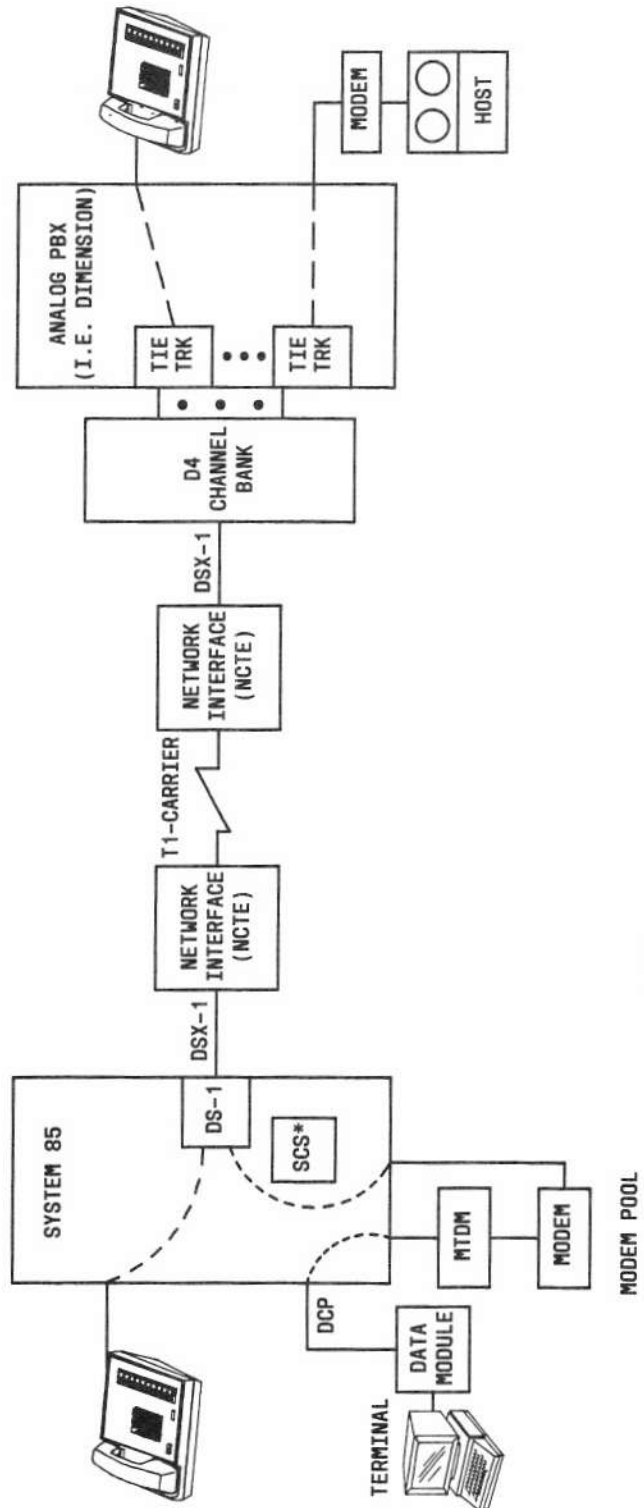 SYSTEM 85
DS-1
SCS*
DCP
TERMINAL
DATA
MODULE
MTDM
MODEM
MODEM POOL
DSX-1
NETWORK
INTERFACE
(NCTE)
T1-CARRIER
NETWORK
INTERFACE
(NCTE)
DSX-1
D4
CHANNEL
BANK
ANALOG PBX
(I.E. DIMENSION)
TIE
TRK
TIE
TRK
MODEM
HOST